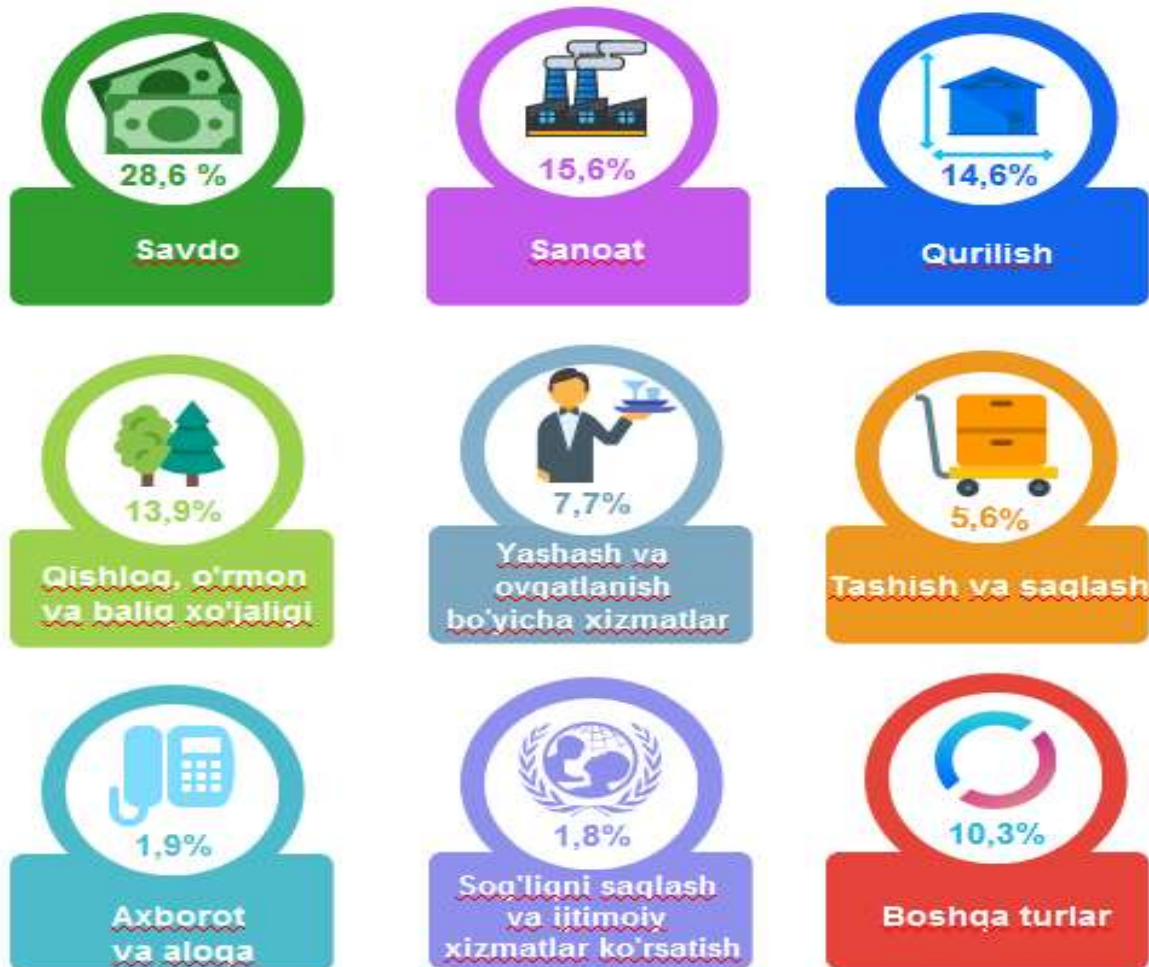 28,6 %
Savdo
15,6%
Sanoat
14,6%
Qurilish
13,9%
Qishloq, o'rmon
va baliq xo'jaligi
7,7%
Yashash va
ovqatlanish
bo'yicha xizmatlar
5,6%
Tashish va saqlash
1,9%
Axborot
va aloqa
1,8%
Sog'liqni saqlash
va ijtimoiy
xizmatlar ko'rsatish
10,3%
Boshqa turlar